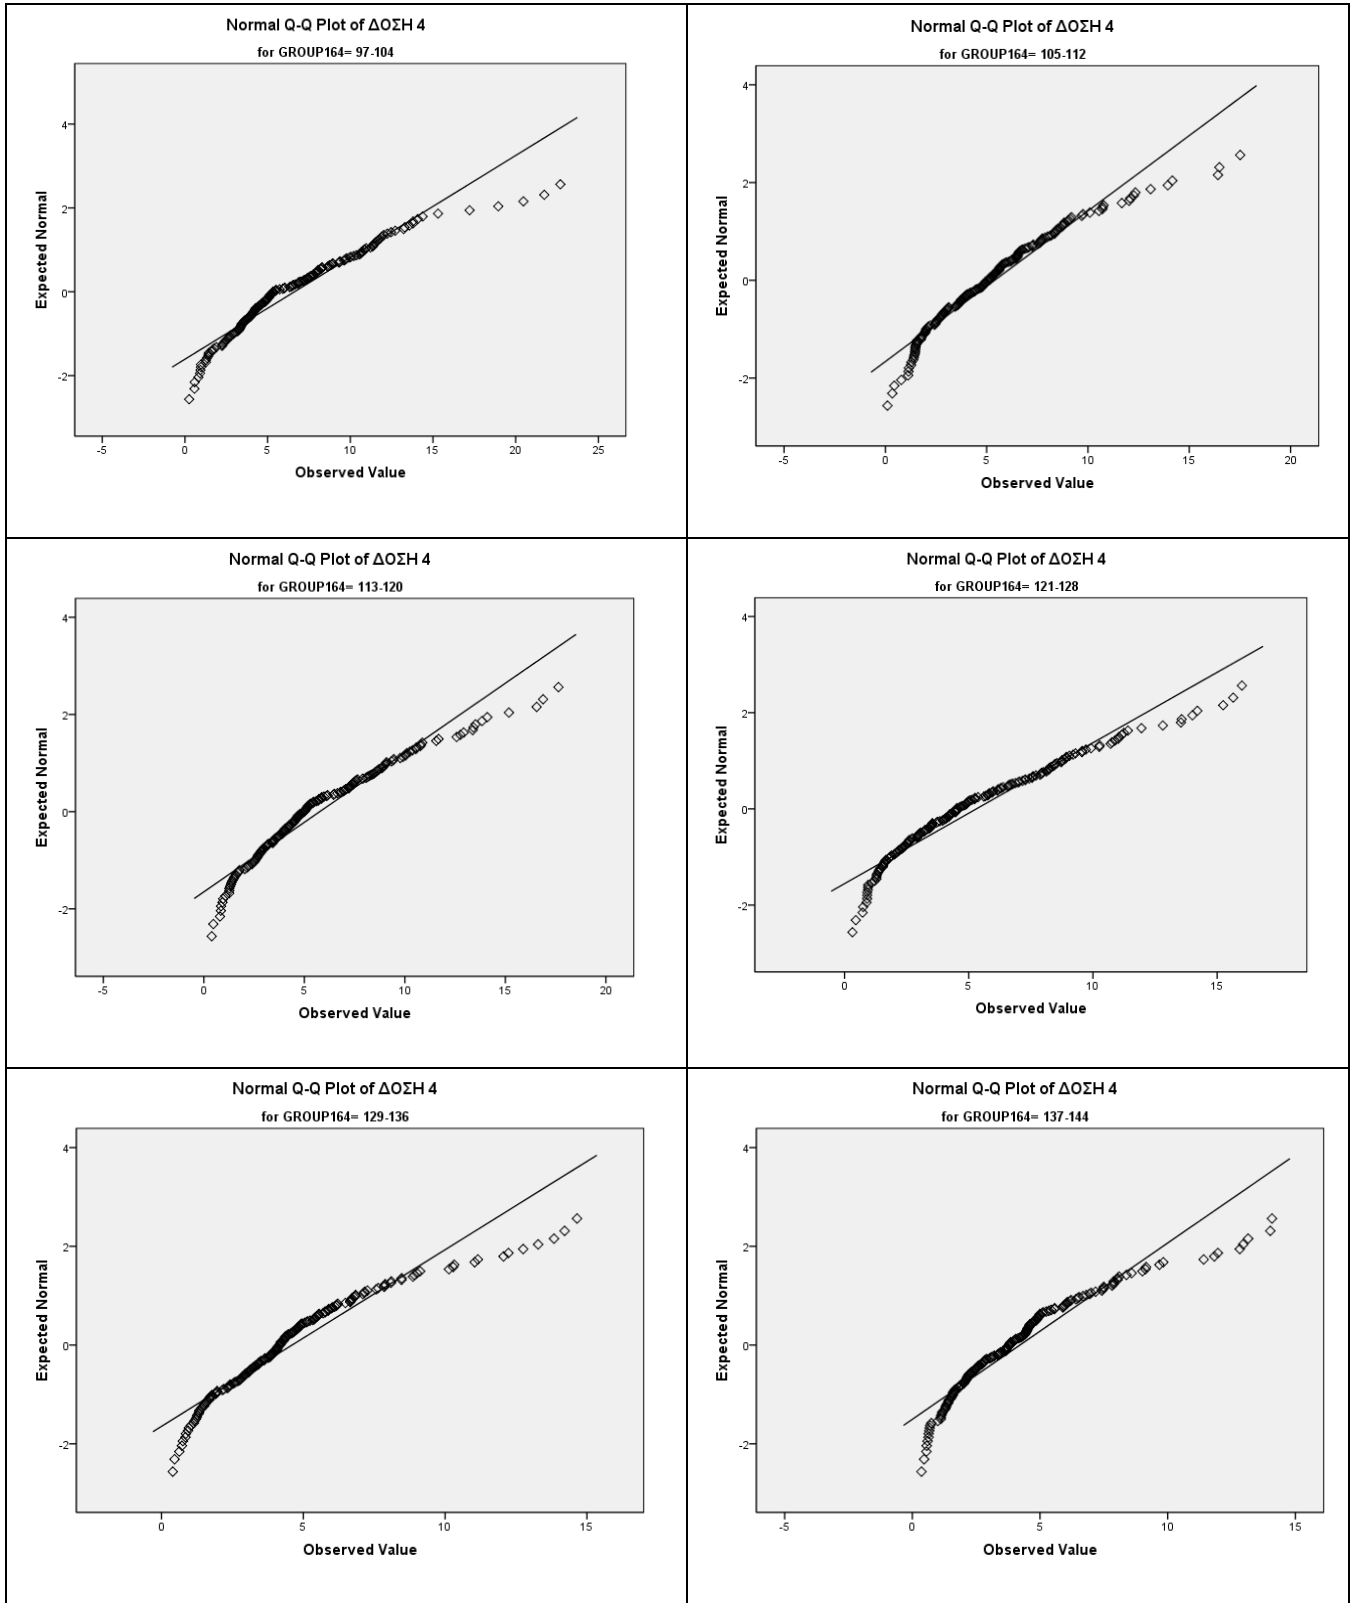 Normal Q-Q Plot of ΔΟΣΗ 4
for GROUP164= 97-104
Expected Normal
4
2
0
-2
-5
0
5
10
15
20
25
Observed Value
Normal Q-Q Plot of ΔΟΣΗ 4
for GROUP164= 105-112
Expected Normal
4
2
0
-2
-5
0
5
10
15
20
Observed Value
Normal Q-Q Plot of ΔΟΣΗ 4
for GROUP164= 113-120
Expected Normal
4
2
0
-2
-5
0
5
10
15
20
Observed Value
Normal Q-Q Plot of ΔΟΣΗ 4
for GROUP164= 121-128
Expected Normal
4
2
0
-2
0
5
10
15
Observed Value
Normal Q-Q Plot of ΔΟΣΗ 4
for GROUP164= 129-136
Expected Normal
4
2
0
-2
0
5
10
15
Observed Value
Normal Q-Q Plot of ΔΟΣΗ 4
for GROUP164= 137-144
Expected Normal
4
2
0
-2
-5
0
5
10
15
Observed Value